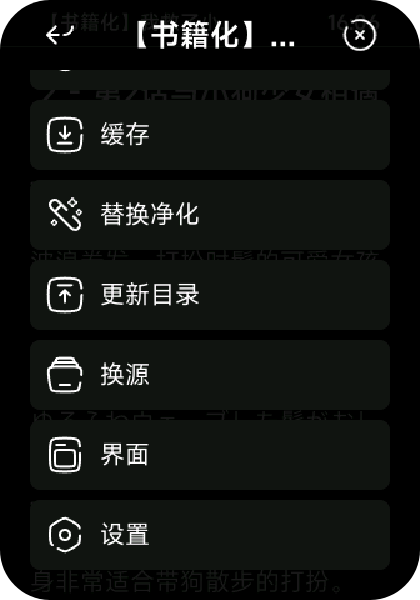 【书籍化】...
缓存
替换净化
更新目录
换源
界面
设置
身非常适合带狗散步的打扮。